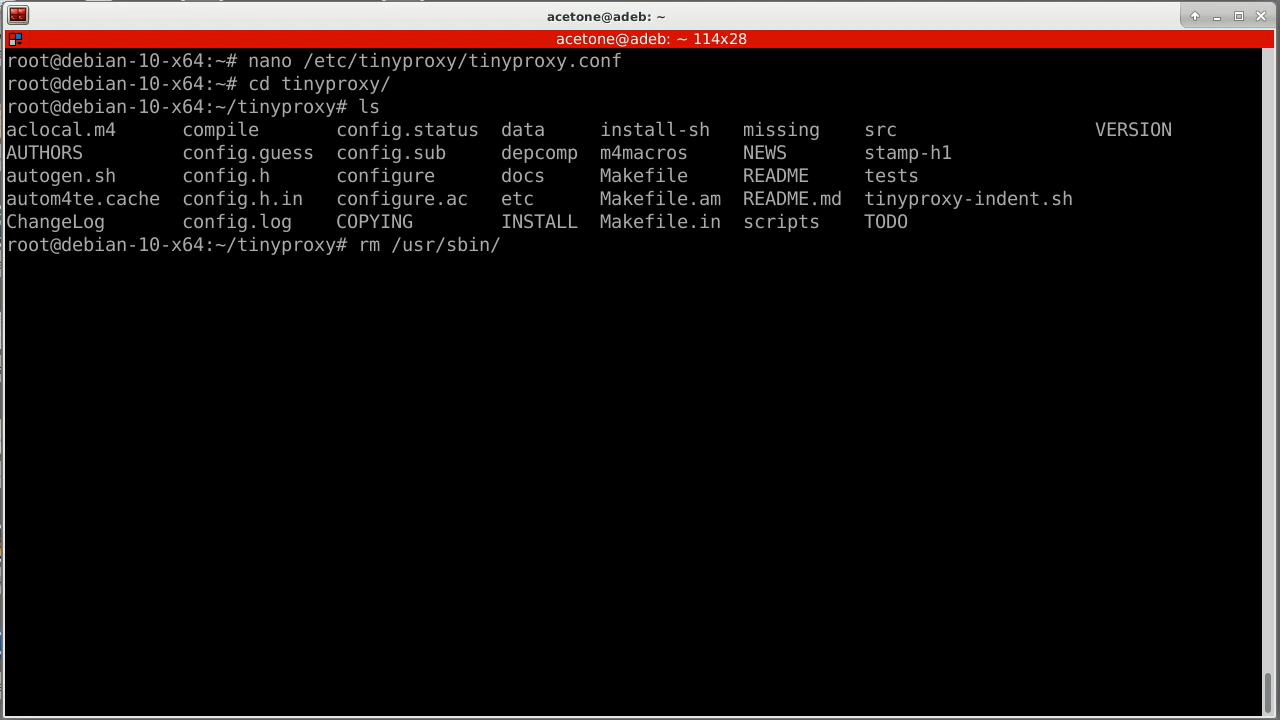 acetone@adeb: ~
acetone@adeb: ~ 114x28
root@debian-10-x64:~# nano /etc/tinyproxy/tinyproxy.conf
root@debian-10-x64:~# cd tinyproxy/
root@debian-10-x64:~/tinyproxy# ls
aclocal.m4      compile       config.status  data     install-sh   missing    src                  VERSION
AUTHORS         config.guess  config.sub     depcomp  m4macros     NEWS       stamp-h1
autogen.sh      config.h      configure      docs     Makefile     README     tests
autom4te.cache  config.h.in   configure.ac   etc      Makefile.am  README.md  tinyproxy-indent.sh
ChangeLog       config.log    COPYING        INSTALL  Makefile.in  scripts    TODO
root@debian-10-x64:~/tinyproxy# rm /usr/sbin/